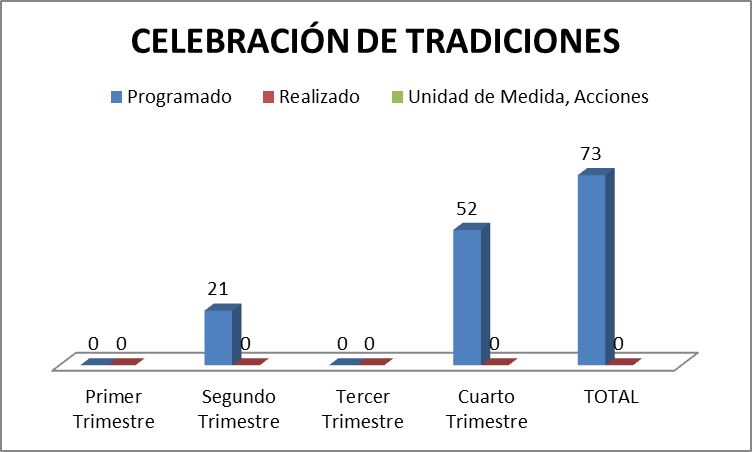 CELEBRACIÓN DE TRADICIONES
Programado Realizado Unidad de Medida, Acciones
73
52
21
0 0 0 0 0 0 0
Primer Trimestre
Segundo Trimestre
Tercer Trimestre
Cuarto Trimestre
TOTAL